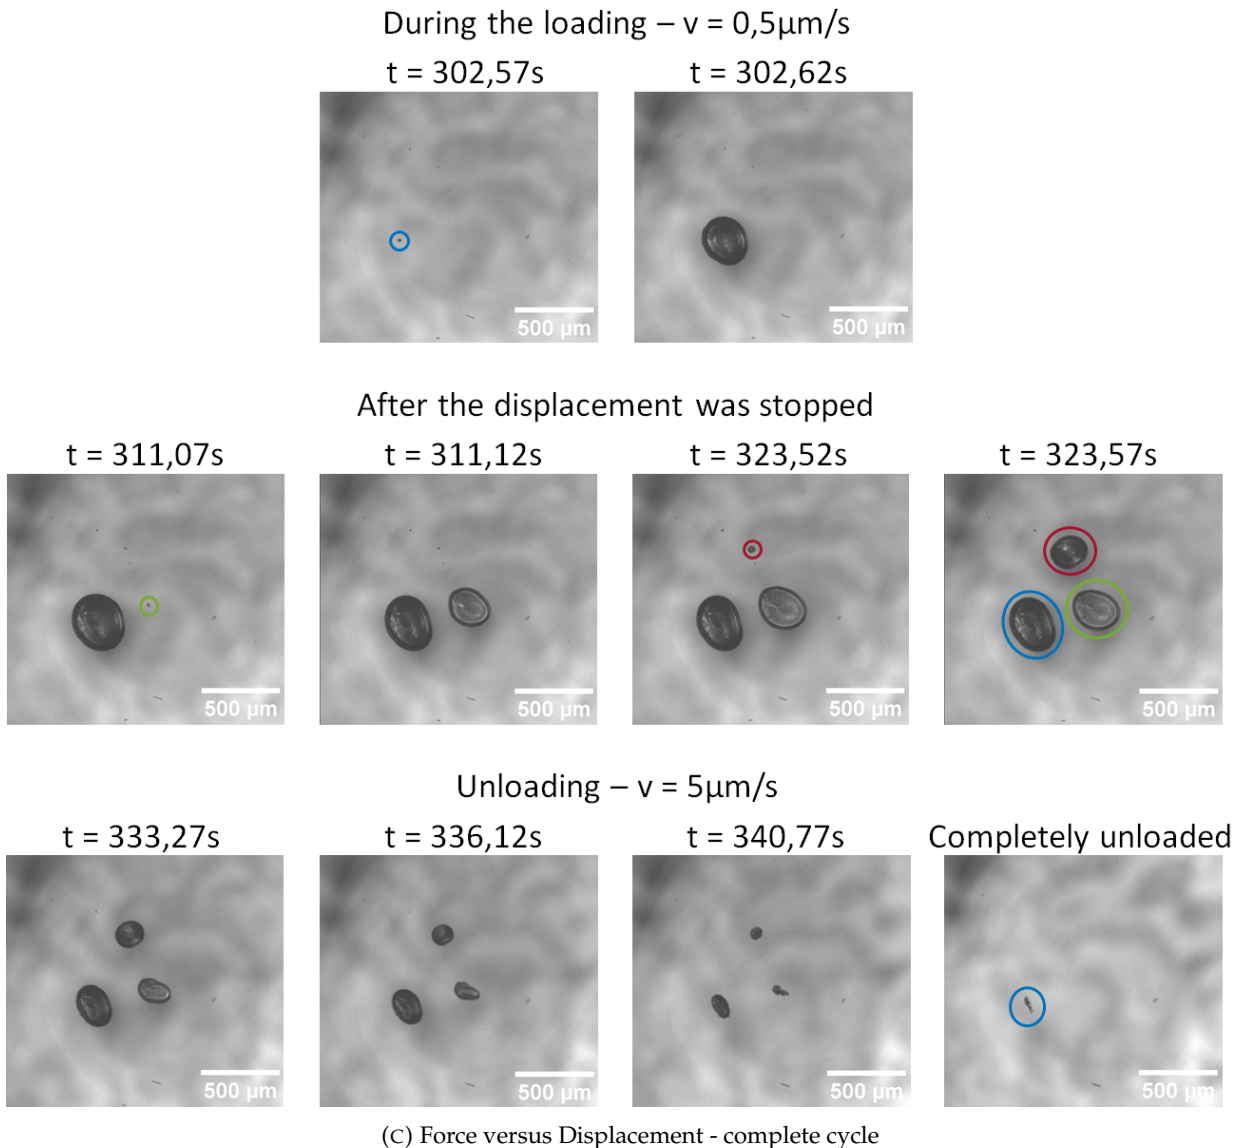 During the loading – v = 0,5µm/s
t = 302,57s
t = 302,62s
500 µm
500 µm
After the displacement was stopped
t = 311,07s
t = 311,12s
t = 323,52s
t = 323,57s
500 µm
500 µm
500 µm
500 µm
Unloading – v = 5µm/s
t = 333,27s
t = 336,12s
t = 340,77s
Completely unloaded
500 µm
500 µm
500 µm
500 µm
(C) Force versus Displacement - complete cycle